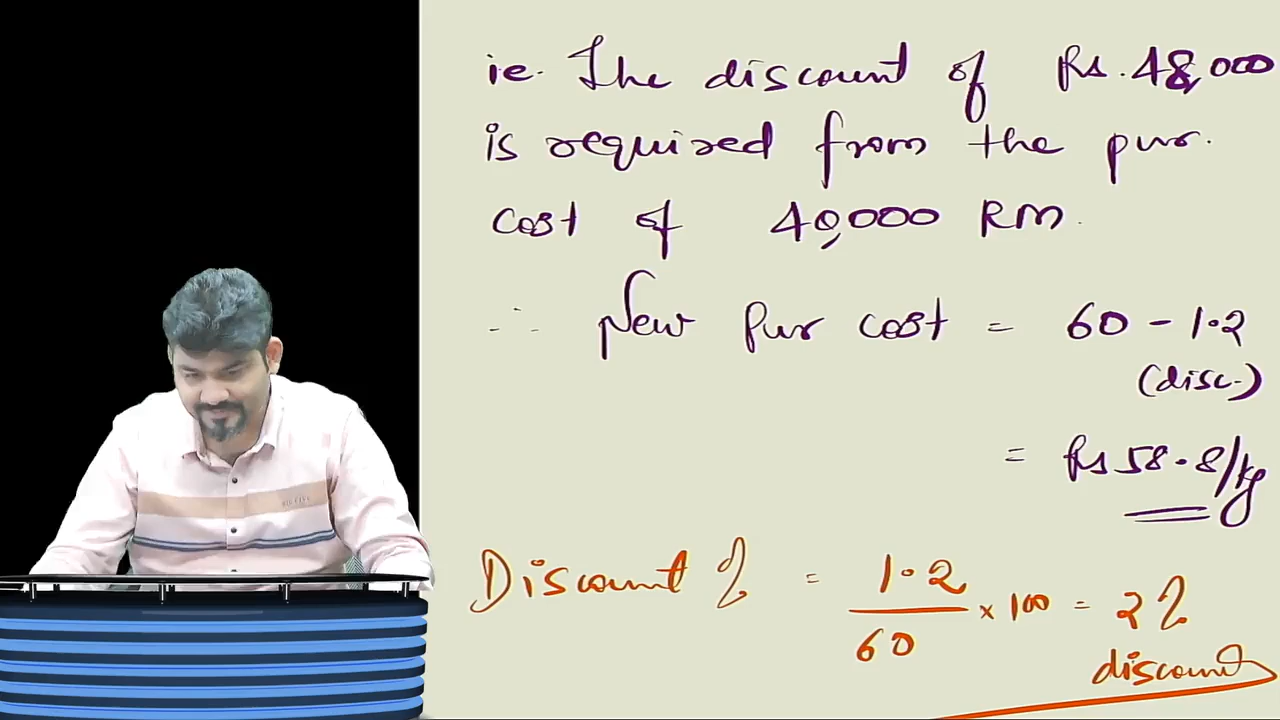 ie. The discount of Rs. 48,000
is required from the pur.
cost of 40,000 RM.
∴ New Pur cost = 60 - 1.2
(disc.)
= Rs 58.8/kg
Discount % = 1.2/60 × 100 = 2%
discount